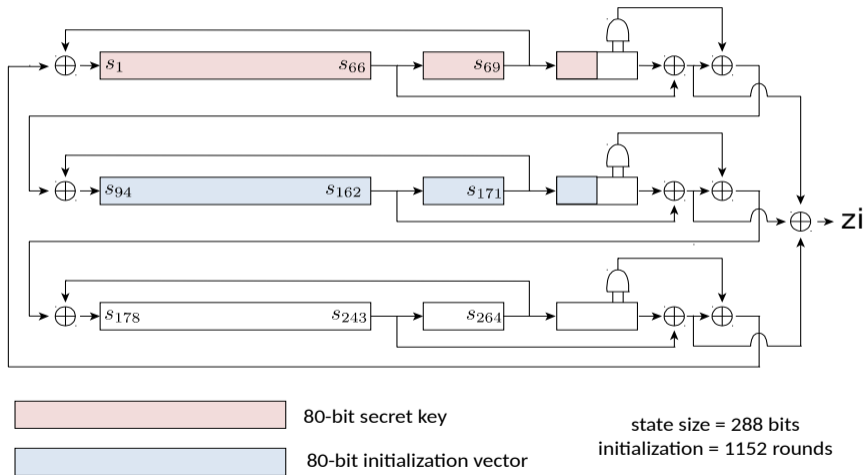 s1 s66 s69
s94 s162 s171
zi
s178 s243 s264
80-bit secret key
80-bit initialization vector
state size = 288 bits
initialization = 1152 rounds